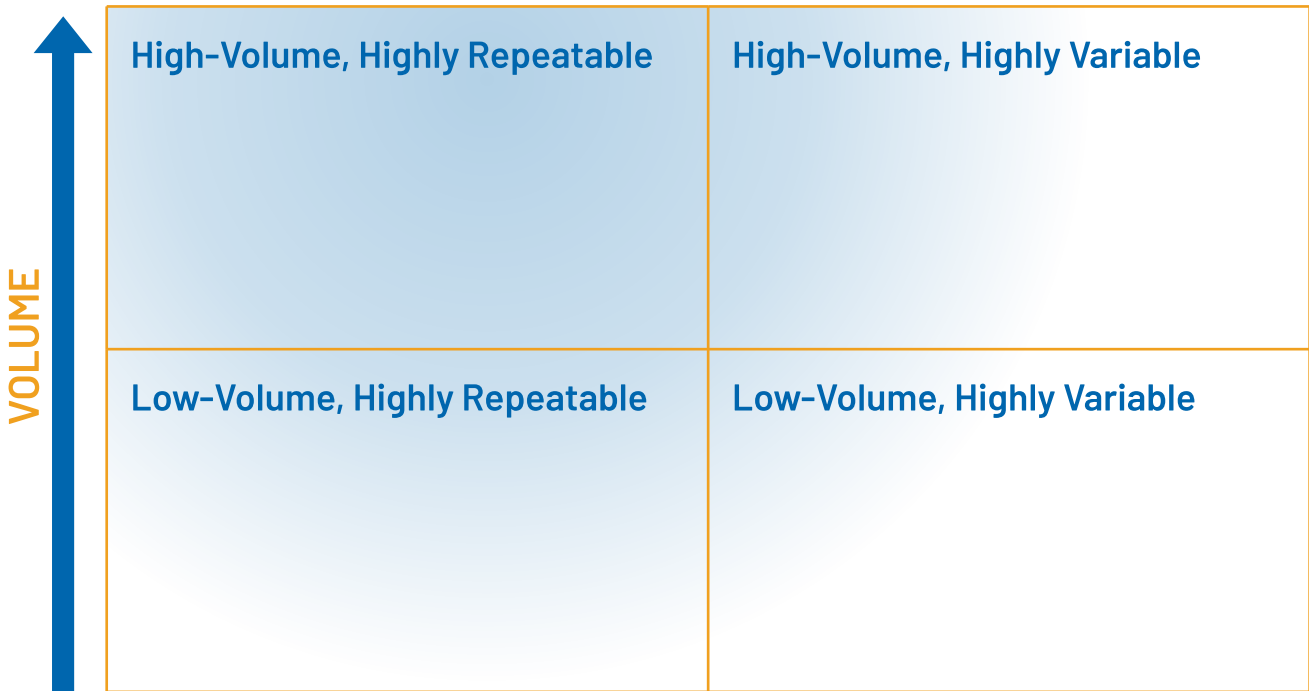 High-Volume, Highly Repeatable
High-Volume, Highly Variable
VOLUME
Low-Volume, Highly Repeatable
Low-Volume, Highly Variable